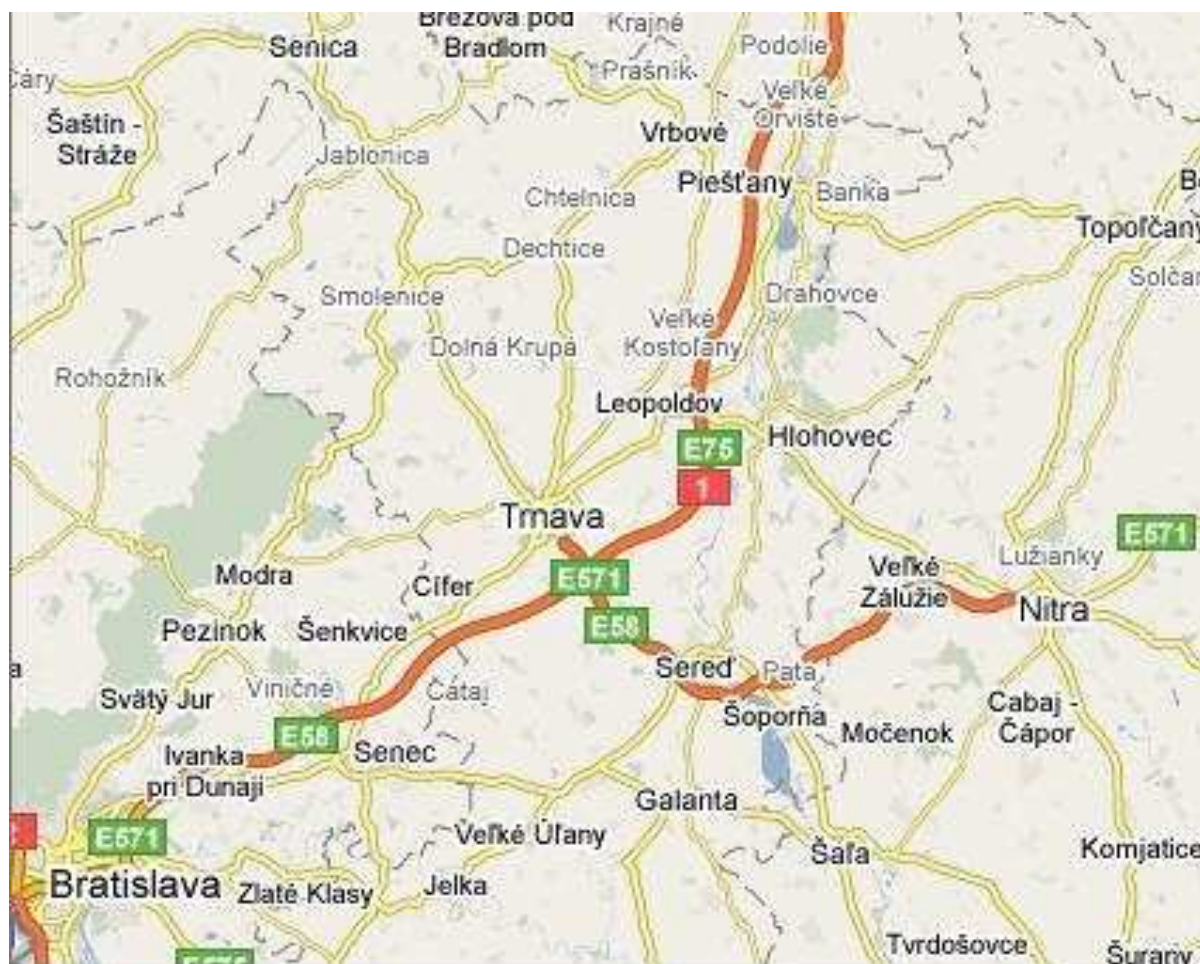 Brezová pod
Bradlom
Krajné
Senica
Podolie
Prašník
Čáry
Veľké
Orvište
Šaštín -
Stráže
Vrbové
Jablonica
Piešťany
Banka
Chtelnica
Topoľčany
Dechtice
Smolenice
Drahovce
Veľké
Kostoľany
Dolná Krupá
Rohožník
Leopoldov
Hlohovec
E75
1
Trnava
E571
Lužianky
Veľké
Zálužie
Modra
Cífer
E571
Nitra
Pezinok
Šenkvice
E58
Sereď
Pata
Viničné
Čataj
Svätý Jur
Šoporňa
Cabaj -
Čápor
Močenok
E58
Ivanka
pri Dunaji
Senec
Galanta
E571
Veľké Úľany
Šaľa
Komjatice
Bratislava
Zlaté Klasy
Jelka
Tvrdošovce
Šurany